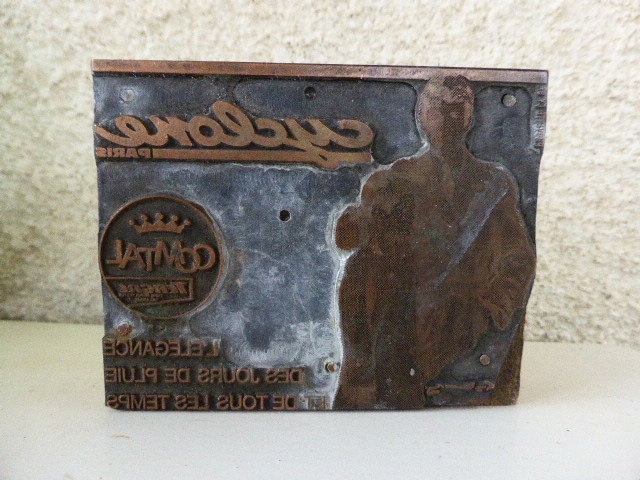 cyclone
PARIS
COMTAL
L'ELEGANCE
DES JOURS DE PLUIE
ET DE TOUS LES TEMPS